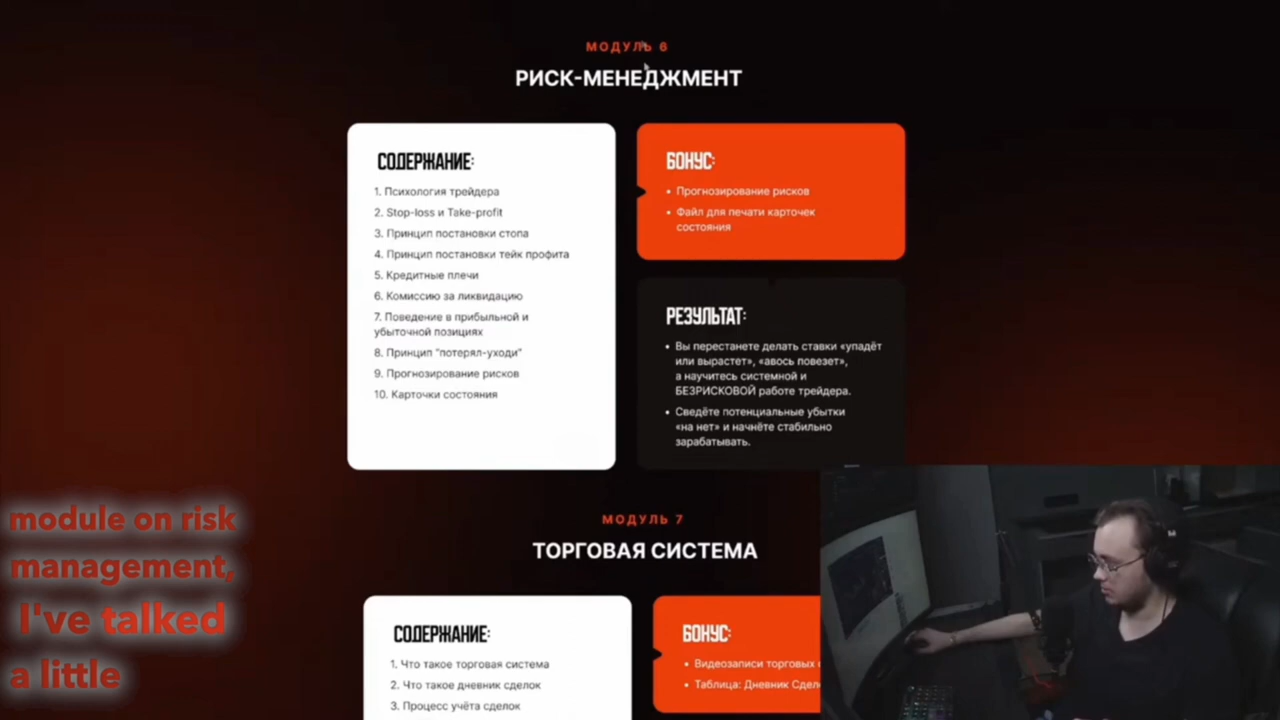 МОДУЛЬ 6
РИСК-МЕНЕДЖМЕНТ
СОДЕРЖАНИЕ:
1. Психология трейдера
2. Stop-loss и Take-profit
3. Принцип постановки стопа
4. Принцип постановки тейк профита
5. Кредитные плечи
6. Комиссию за ликвидацию
7. Поведение в прибыльной и
убыточной позициях
8. Принцип "потерял-уходи"
9. Прогнозирование рисков
10. Карточки состояния
БОНУС:
• Прогнозирование рисков
• Файл для печати карточек
состояния
РЕЗУЛЬТАТ:
• Вы перестанете делать ставки «упадёт
или вырастет», «авось повезет»,
а научитесь системной и
БЕЗРИСКОВОЙ работе трейдера.
• Сведёте потенциальные убытки
«на нет» и начнёте стабильно
зарабатывать.
МОДУЛЬ 7
ТОРГОВАЯ СИСТЕМА
СОДЕРЖАНИЕ:
1. Что такое торговая система
2. Что такое дневник сделок
3. Процесс учёта сделок
БОНУС:
• Видеозаписи торговых
• Таблица: Дневник
module on risk
management,
I've talked
a little